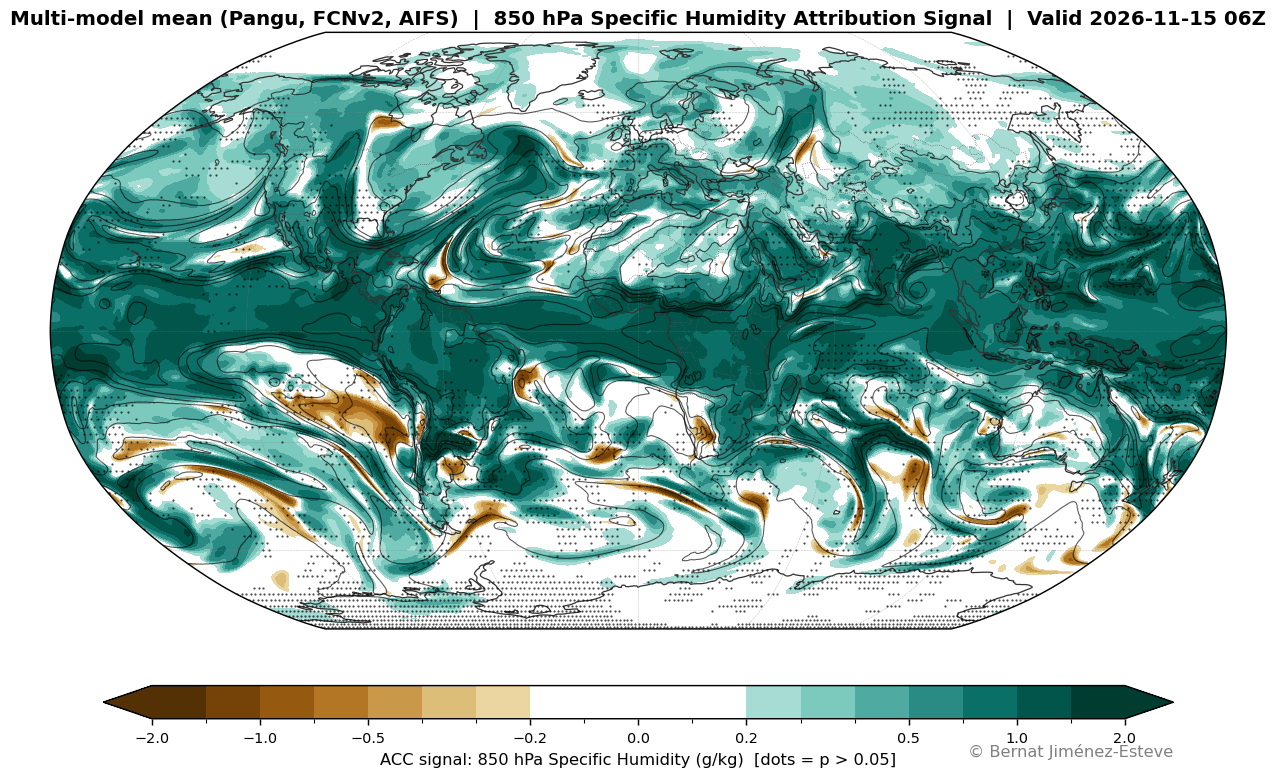 Multi-model mean (Pangu, FCNv2, AIFS) | 850 hPa Specific Humidity Attribution Signal | Valid 2026-11-15 06Z
−2.0 −1.0 −0.5 −0.2 0.0 0.2 0.5 1.0 2.0
ACC signal: 850 hPa Specific Humidity (g/kg) [dots = p > 0.05]
© Bernat Jiménez-Esteve